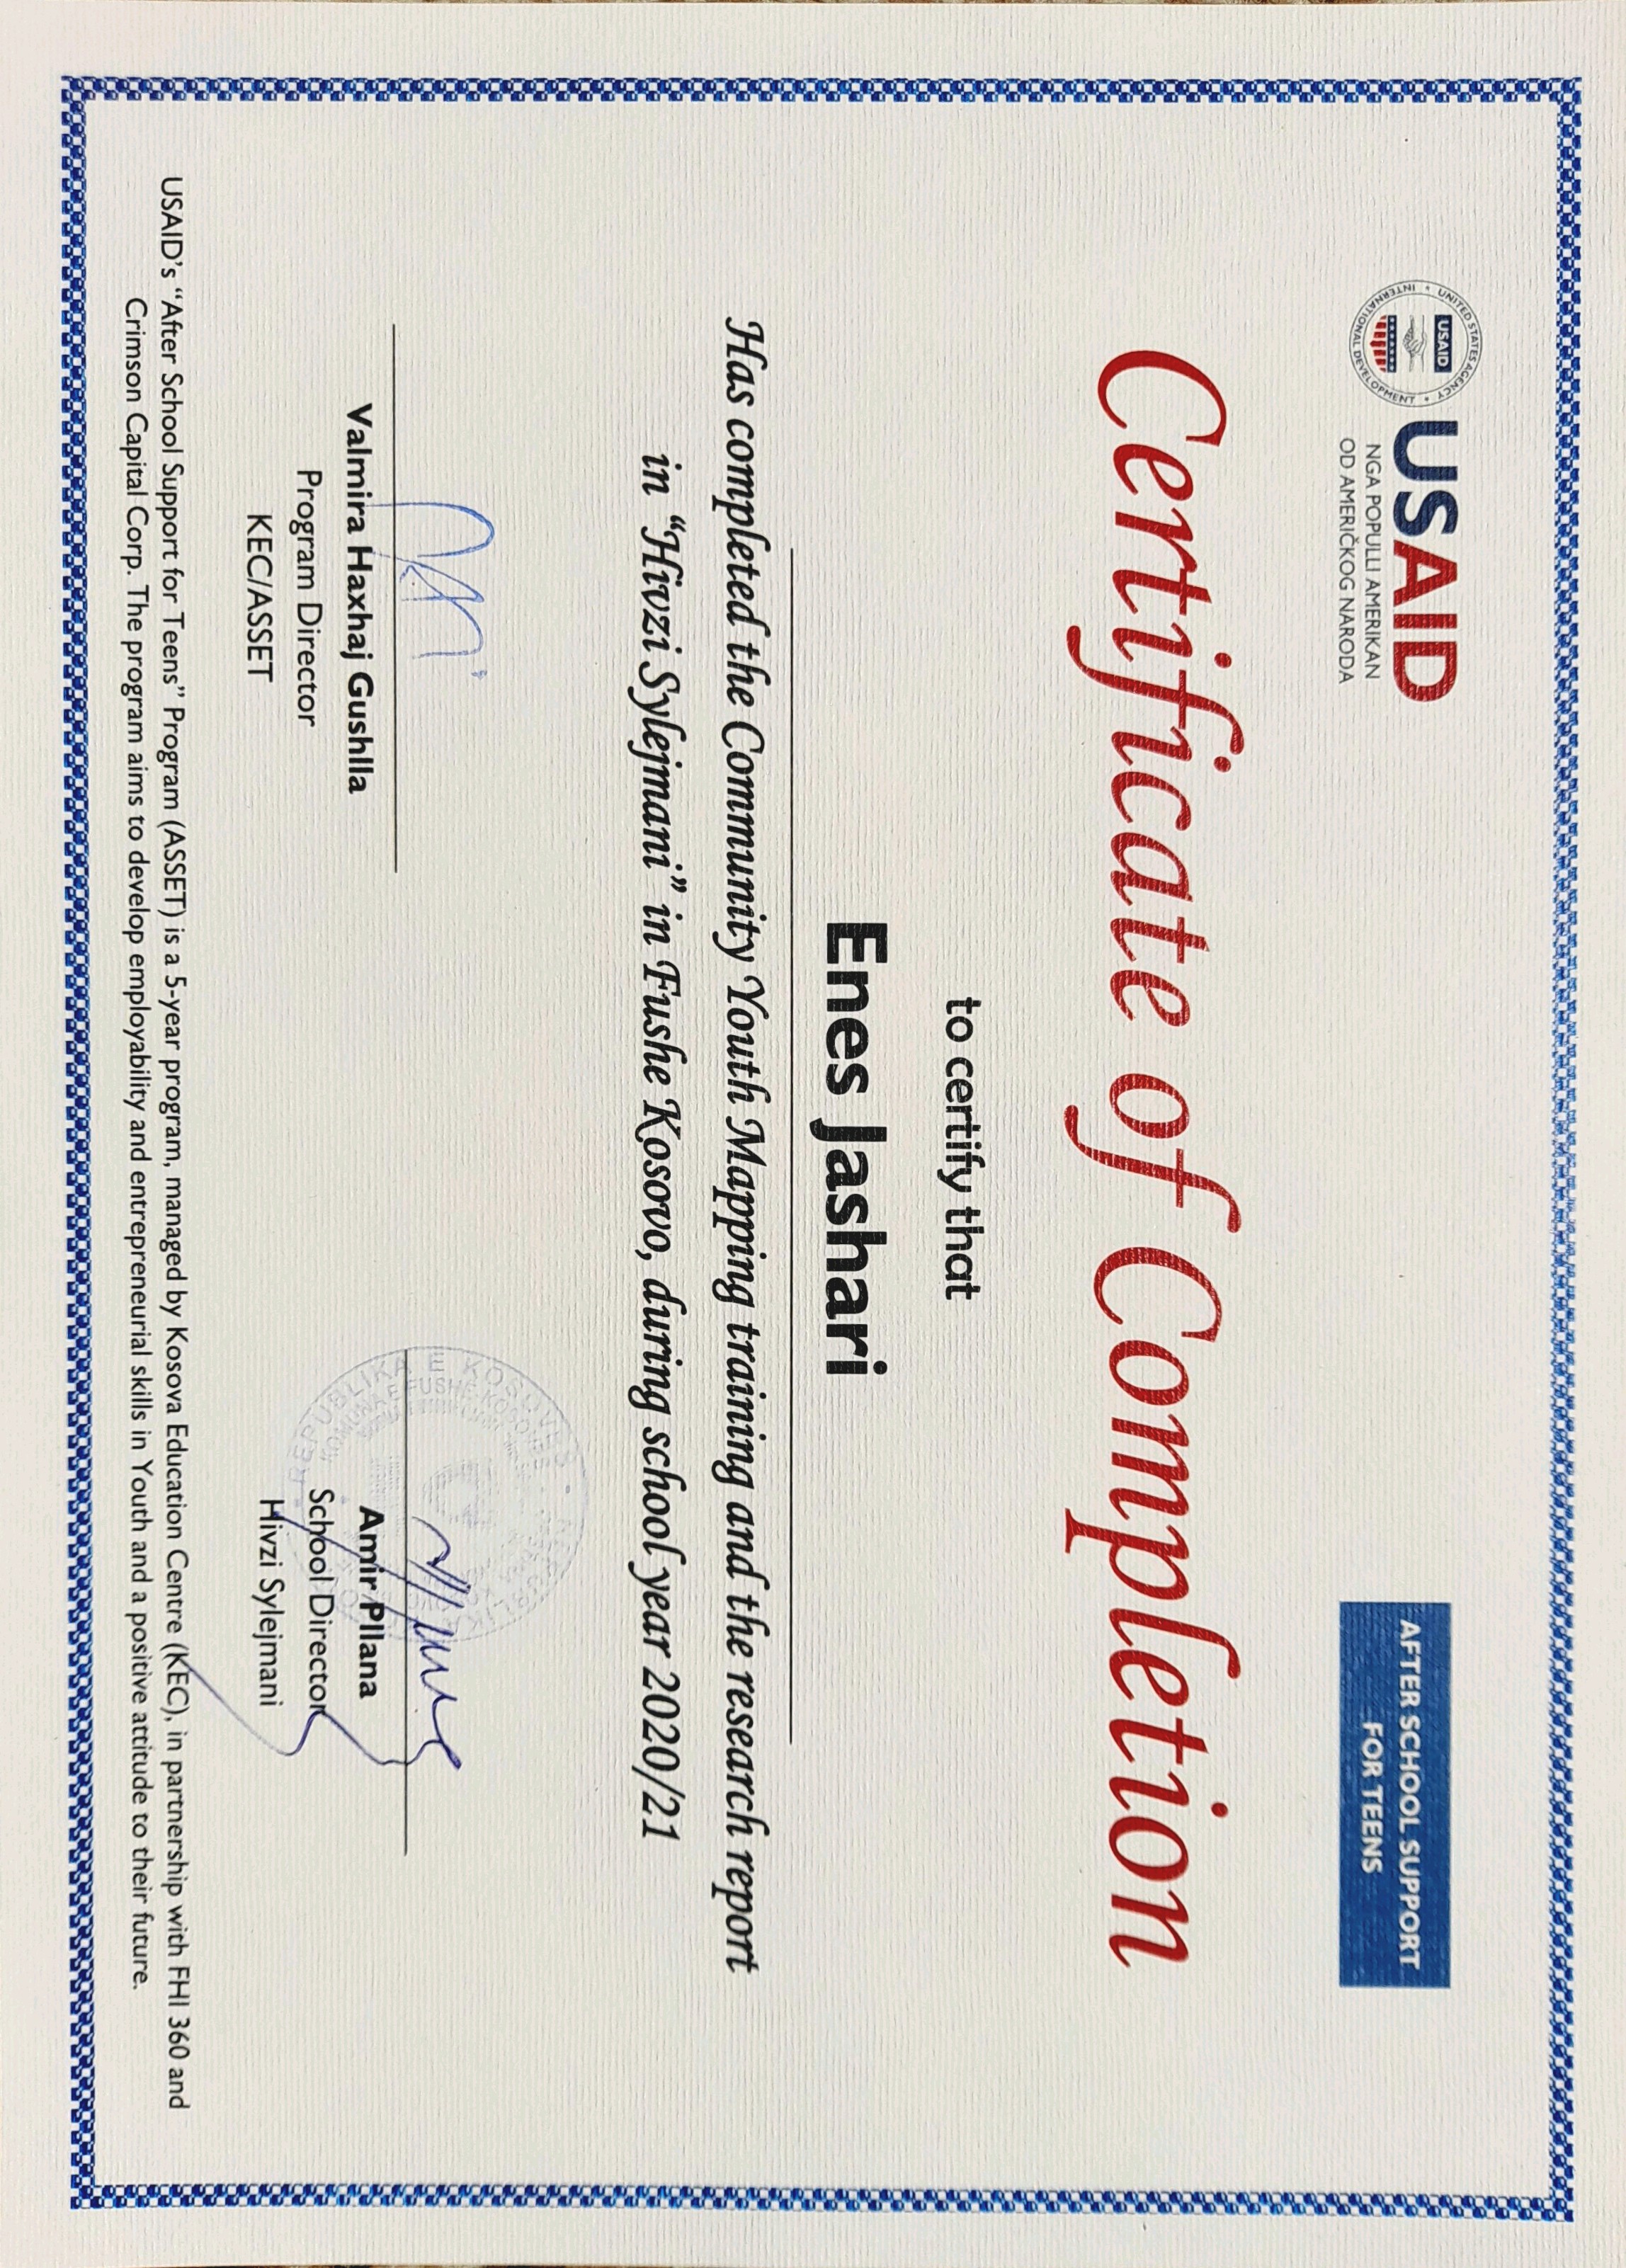 UNITED STATES AGENCY
INTERNATIONAL DEVELOPMENT
USAID
USAID
NGA POPULLI AMERIKAN
OD AMERIČKOG NARODA
AFTER SCHOOL SUPPORT
FOR TEENS
Certificate of Completion
to certify that
Enes Jashari
Has completed the Community Youth Mapping training and the research report
in “Hivzi Sylejmani” in Fushe Kosovo, during school year 2020/21
REPUBLIKA E KOSOVËS
Valmira Haxhaj Gushlla
Program Director
KEC/ASSET
Amir Pllana
School Director
Hivzi Sylejmani
USAID’s “After School Support for Teens” Program (ASSET) is a 5-year program, managed by Kosova Education Centre (KEC), in partnership with FHI 360 and
Crimson Capital Corp. The program aims to develop employability and entrepreneurial skills in Youth and a positive attitude to their future.